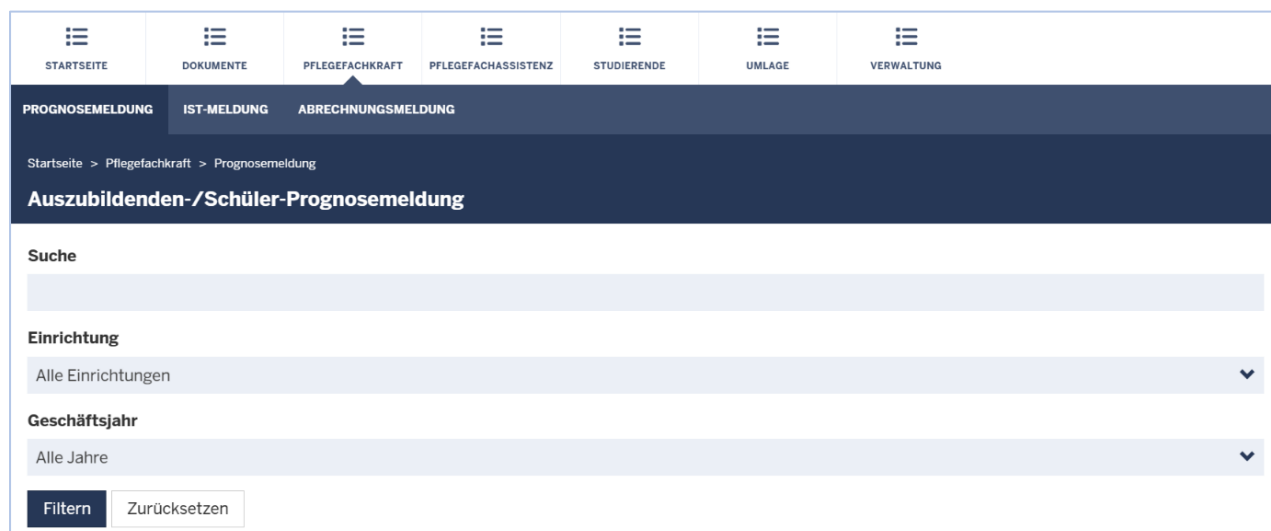 STARTSEITE DOKUMENTE PFLEGEFACHKRAFT PFLEGEFACHASSISTENZ STUDIERENDE UMLAGE VERWALTUNG
PROGNOSEMELDUNG IST-MELDUNG ABRECHNUNGSMELDUNG
Startseite > Pflegefachkraft > Prognosemeldung
Auszubildenden-/Schüler-Prognosemeldung
Suche
Einrichtung
Alle Einrichtungen
Geschäftsjahr
Alle Jahre
Filtern Zurücksetzen